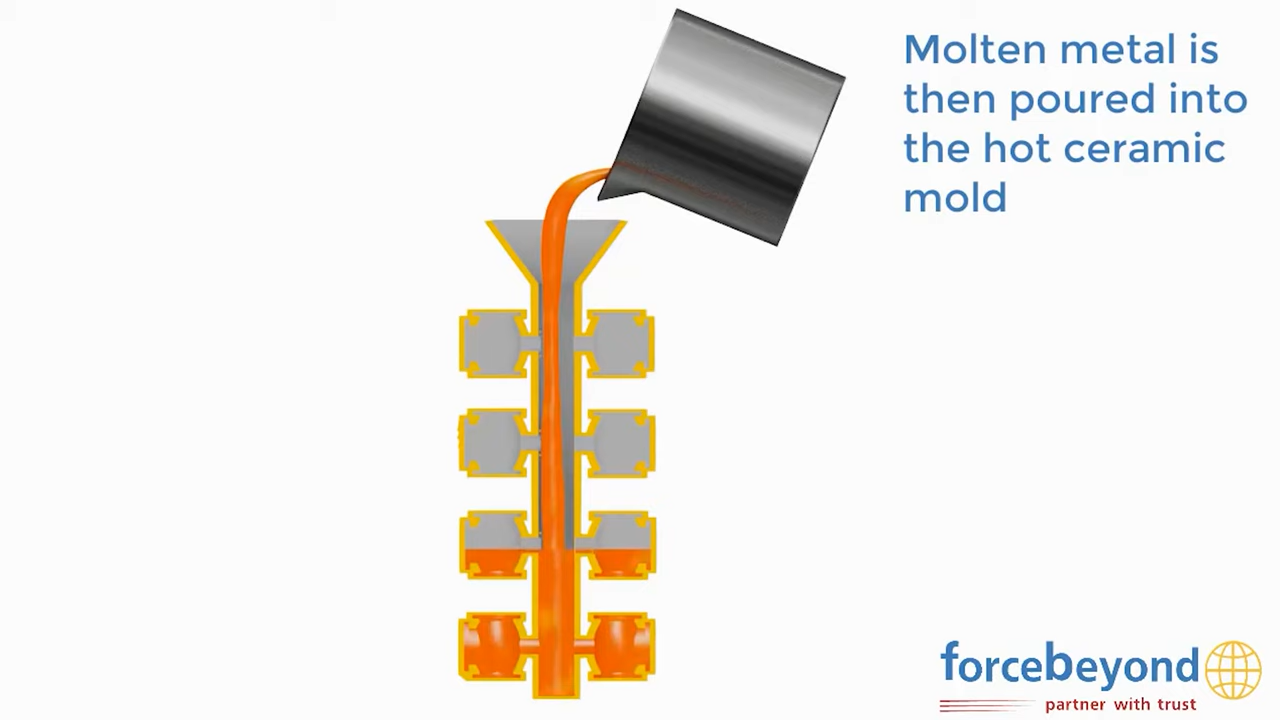 Molten metal is
then poured into
the hot ceramic
mold
forcebeyond
partner with trust